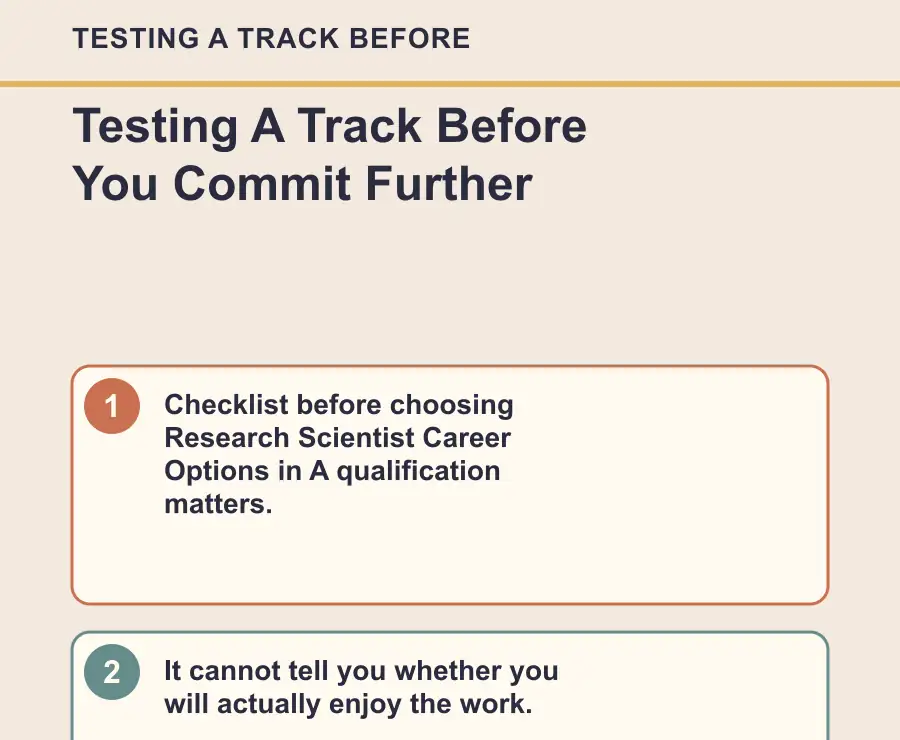 TESTING A TRACK BEFORE
Testing A Track Before
You Commit Further
1
Checklist before choosing
Research Scientist Career
Options in A qualification
matters.
2
It cannot tell you whether you
will actually enjoy the work.